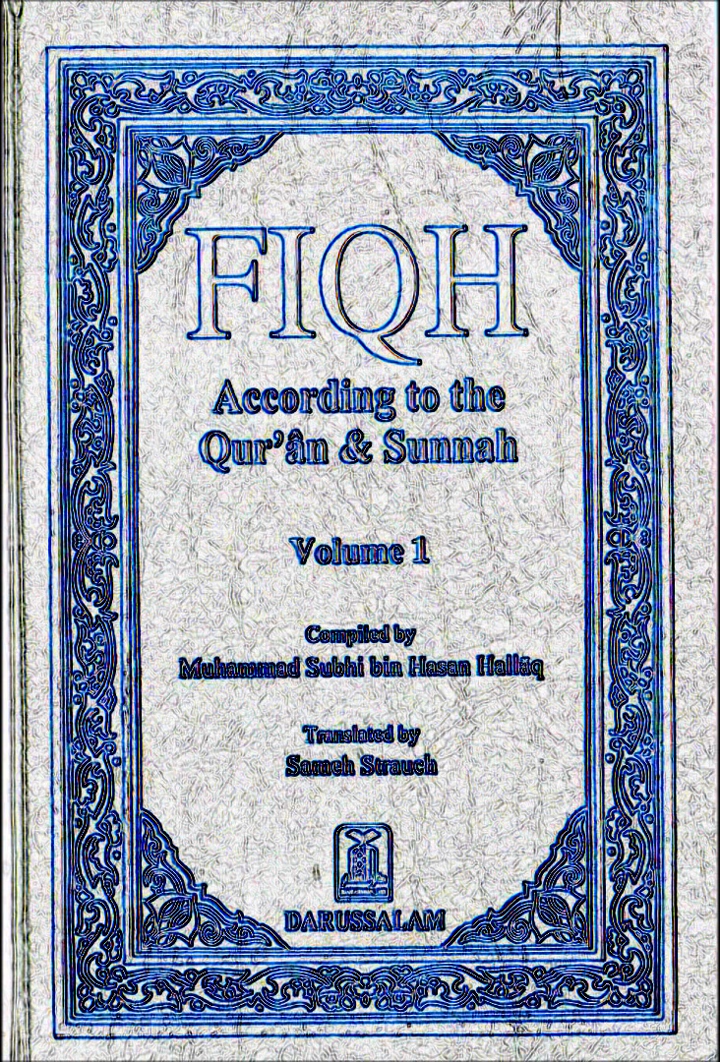 FIQH
According to the
Qur'ân & Sunnah
Volume 1
Compiled by
Muhammad Subhi bin Hasan Hallâq
Translated by
Sameh Strauch
DARUSSALAM